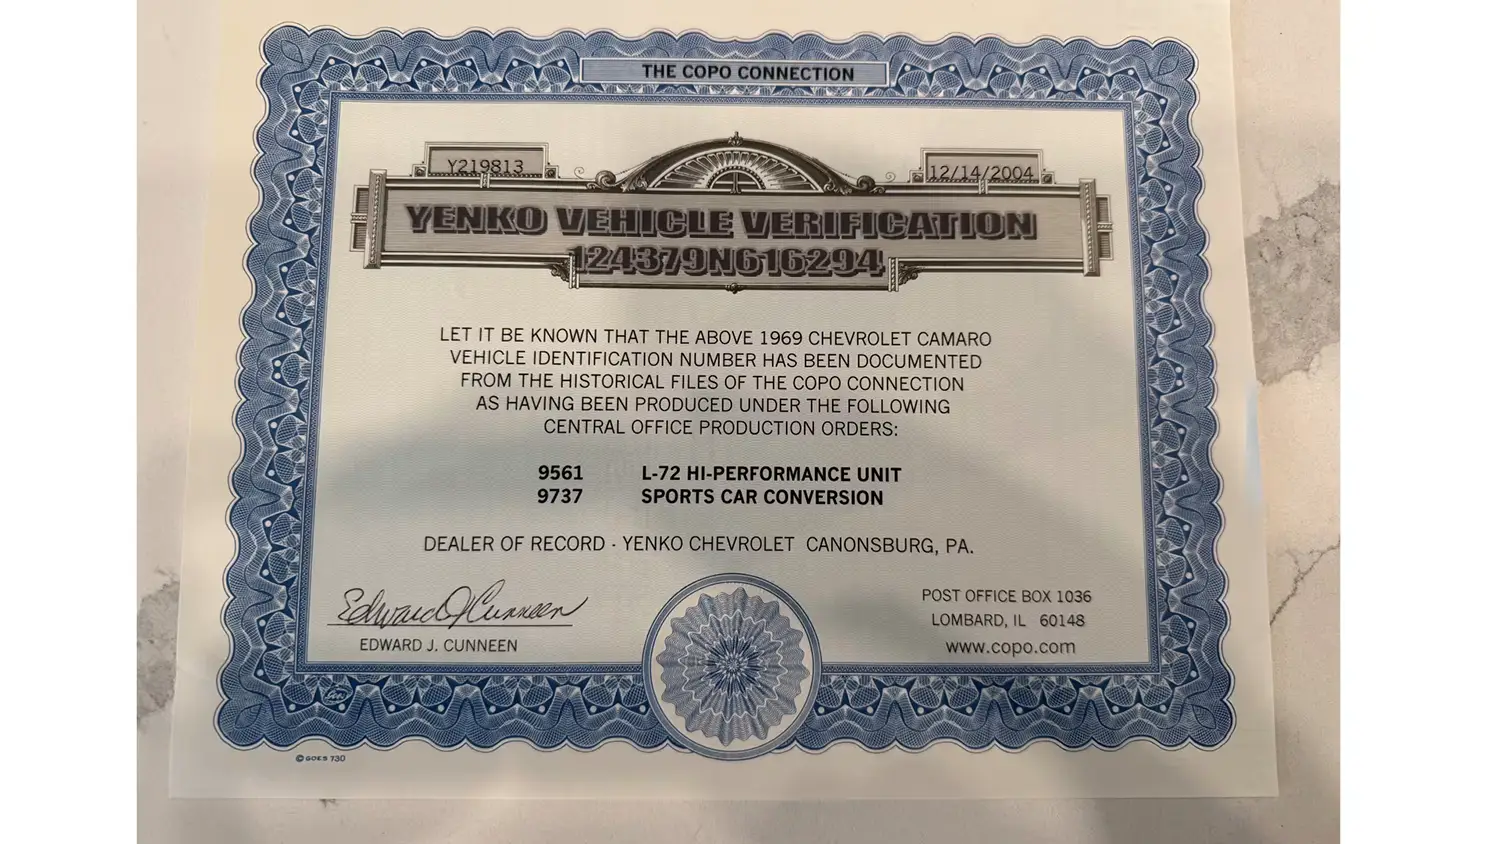 THE COPO CONNECTION
Y219813
12/14/2004
YENKO VEHICLE VERIFICATION
124379N616294
LET IT BE KNOWN THAT THE ABOVE 1969 CHEVROLET CAMARO
VEHICLE IDENTIFICATION NUMBER HAS BEEN DOCUMENTED
FROM THE HISTORICAL FILES OF THE COPO CONNECTION
AS HAVING BEEN PRODUCED UNDER THE FOLLOWING
CENTRAL OFFICE PRODUCTION ORDERS:
9561 L-72 HI-PERFORMANCE UNIT
9737 SPORTS CAR CONVERSION
DEALER OF RECORD - YENKO CHEVROLET CANONSBURG, PA.
Edward J Cunneen
EDWARD J. CUNNEEN
POST OFFICE BOX 1036
LOMBARD, IL 60148
www.copo.com
© GOES 730